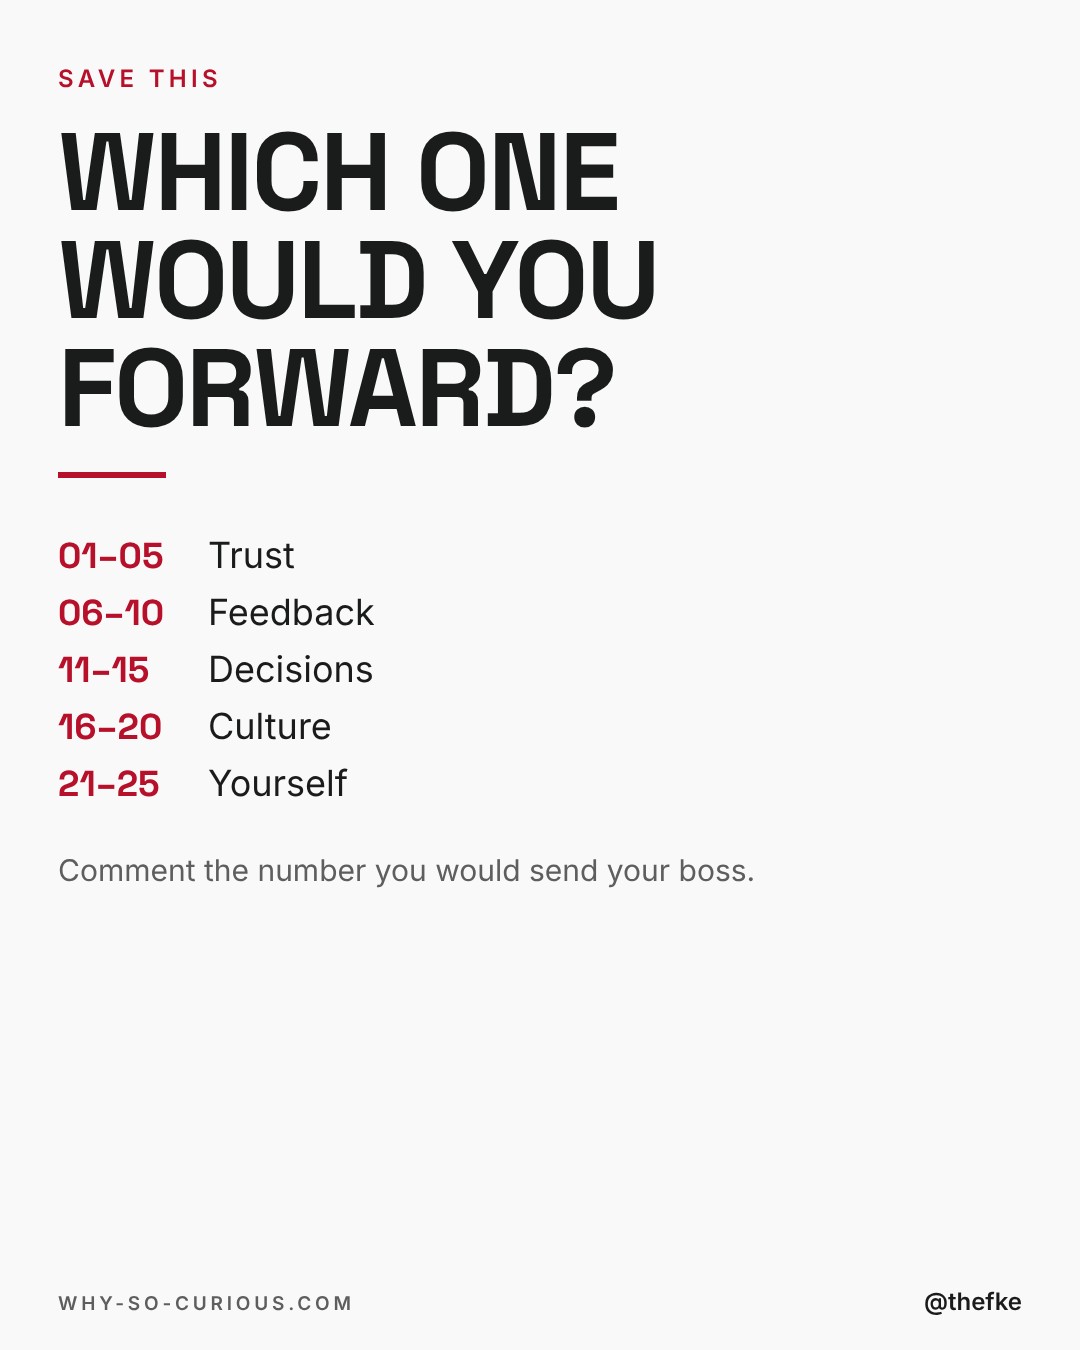 SAVE THIS
WHICH ONE
WOULD YOU
FORWARD?
01–05 Trust
06–10 Feedback
11–15 Decisions
16–20 Culture
21–25 Yourself
Comment the number you would send your boss.
WHY-SO-CURIOUS.COM
@thefke